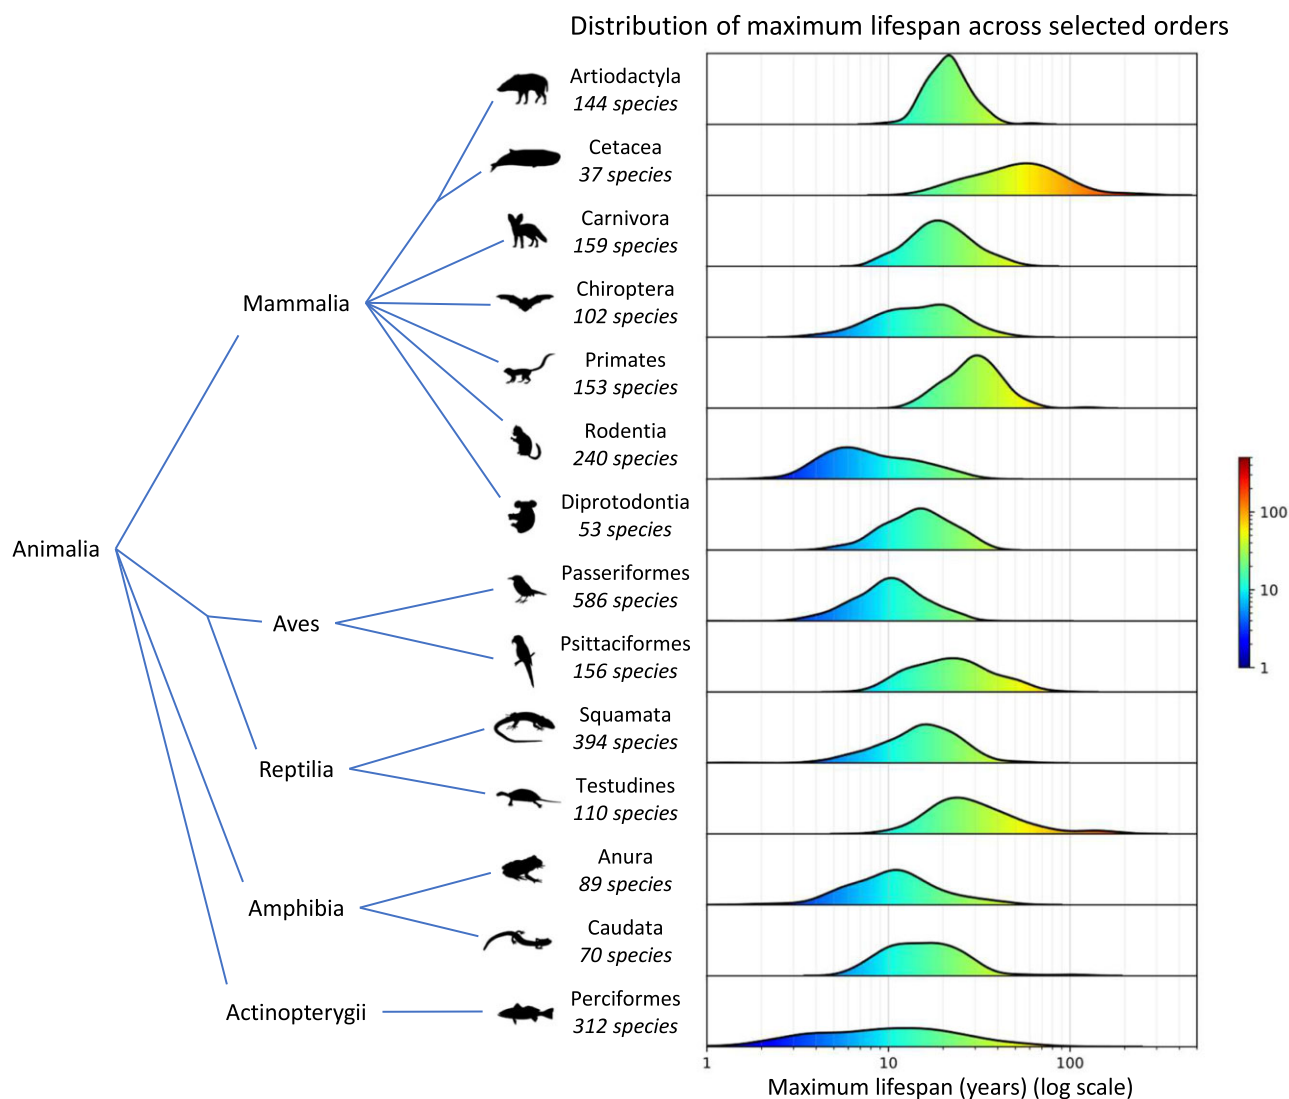 Distribution of maximum lifespan across selected orders
Artiodactyla
144 species
Cetacea
37 species
Carnivora
159 species
Mammalia
Chiroptera
102 species
Primates
153 species
Rodentia
240 species
Diprotodontia
53 species
Animalia
Passeriformes
586 species
Aves
Psittaciformes
156 species
Squamata
394 species
Reptilia
Testudines
110 species
Anura
89 species
Amphibia
Caudata
70 species
Actinopterygii
Perciformes
312 species
100
10
1
1 10 100
Maximum lifespan (years) (log scale)